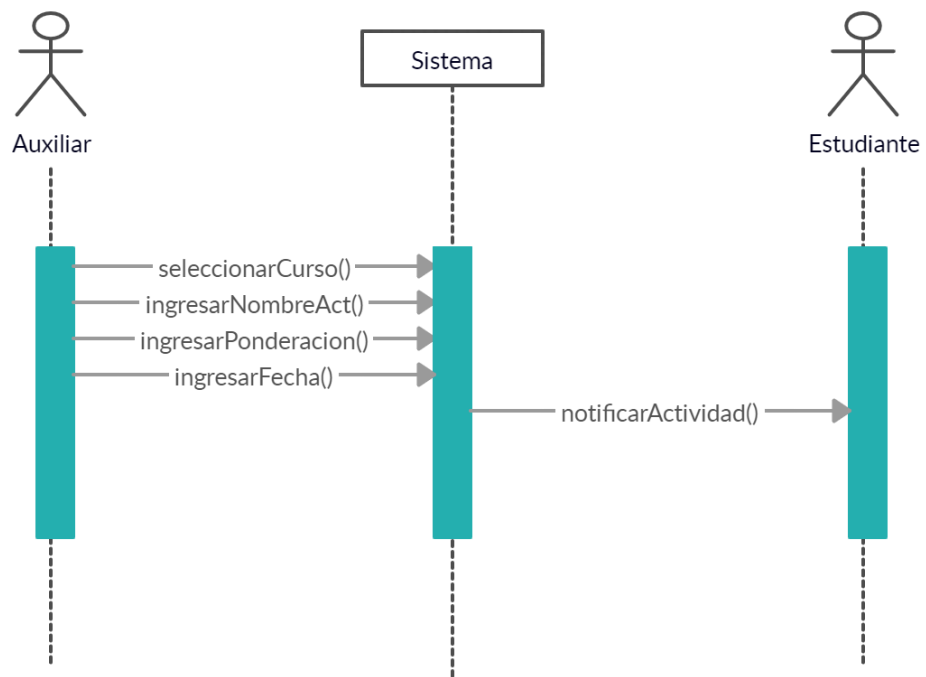 Sistema
Auxiliar
Estudiante
seleccionarCurso()
ingresarNombreAct()
ingresarPonderacion()
ingresarFecha()
notificarActividad()